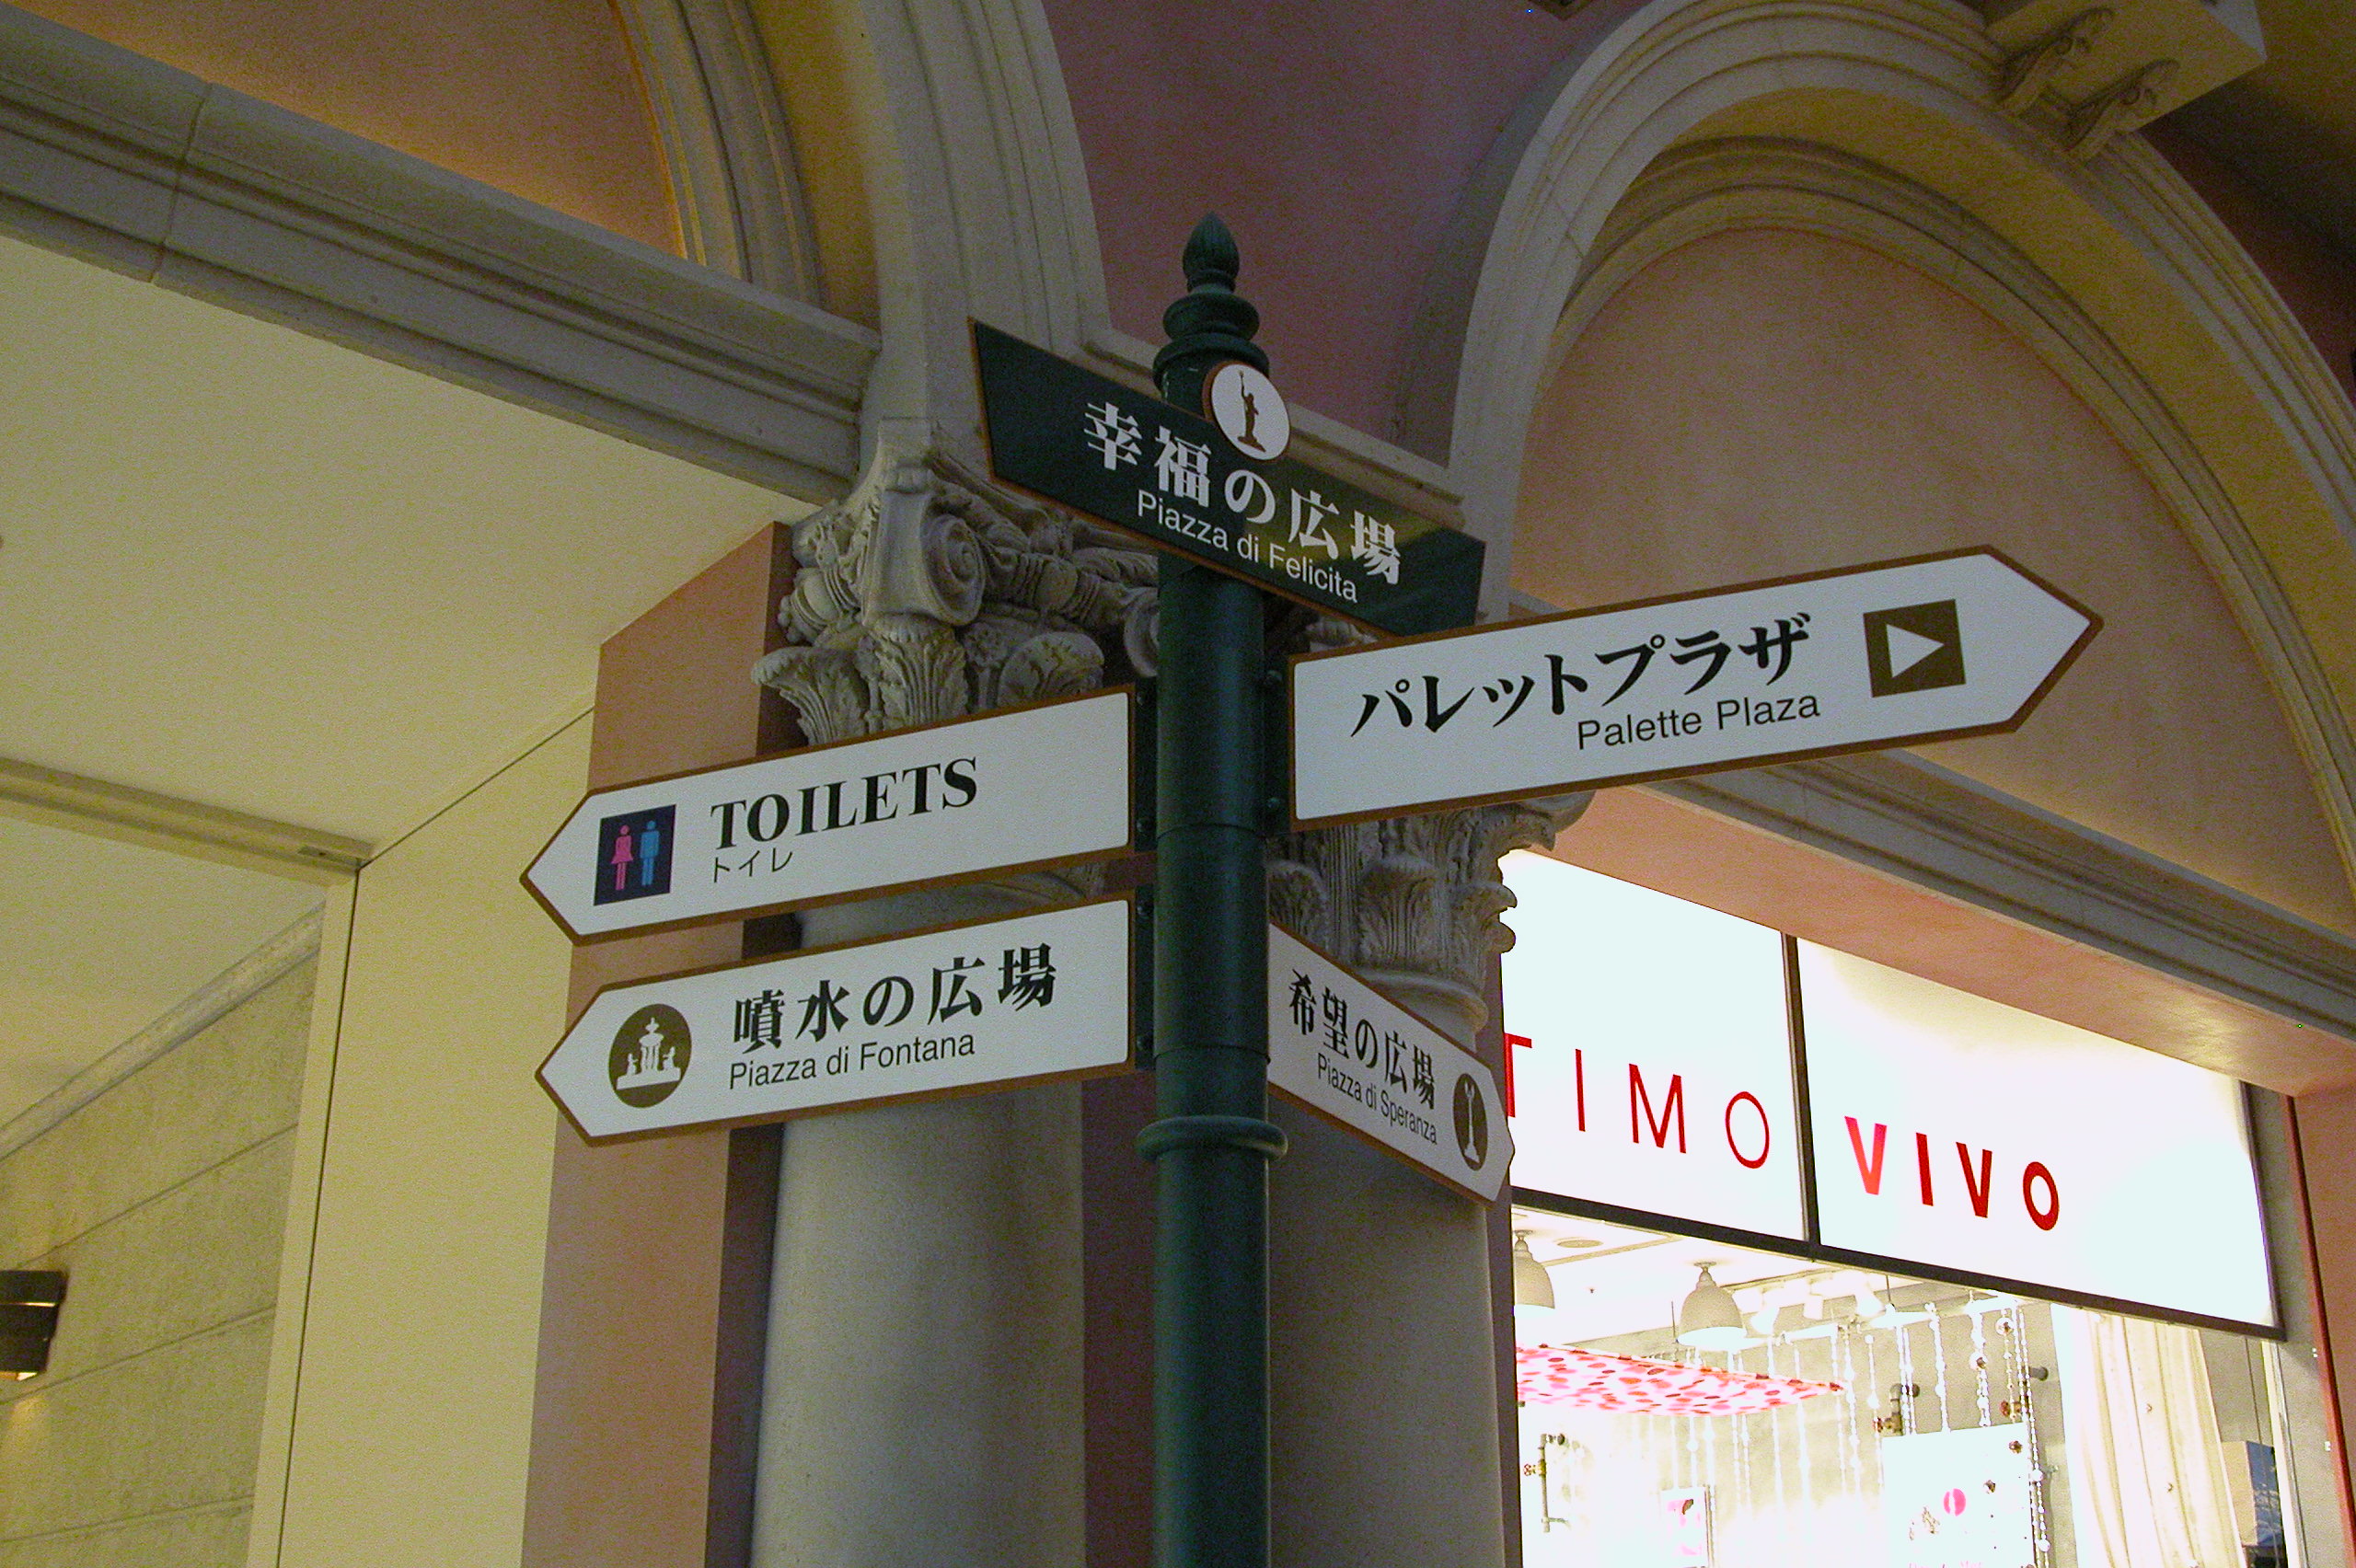 幸福の広場
Piazza di Felicita
パレットプラザ
Palette Plaza
TOILETS
トイレ
噴水の広場
Piazza di Fontana
希望の広場
Piazza di Speranza
TIMO VIVO